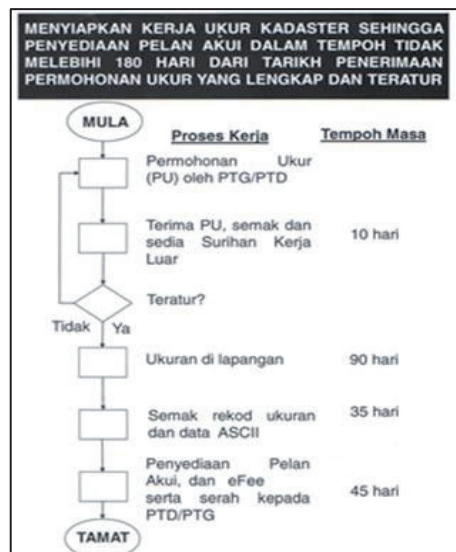 MENYIAPKAN KERJA UKUR KADASTER SEHINGGA
PENYEDIAAN PELAN AKUI DALAM TEMPOH TIDAK
MELEBIHI 180 HARI DARI TARIKH PENERIMAAN
PERMOHONAN UKUR YANG LENGKAP DAN TERATUR
MULA
Proses Kerja Tempoh Masa
Permohonan Ukur
(PU) oleh PTG/PTD
Terima PU, semak dan
sedia Surihan Kerja
Luar
10 hari
Teratur?
Tidak Ya
Ukuran di lapangan 90 hari
Semak rekod ukuran
dan data ASCII
35 hari
Penyediaan Pelan
Akui, dan eFee
serta serah kepada
PTD/PTG
45 hari
TAMAT